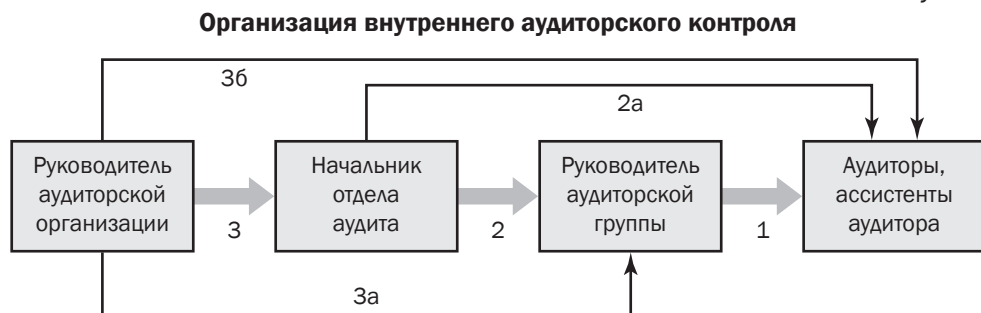 Организация внутреннего аудиторского контроля
3б
2а
Руководитель
аудиторской
организации
3
Начальник
отдела
аудита
2
Руководитель
аудиторской
группы
1
Аудиторы,
ассистенты
аудитора
3а